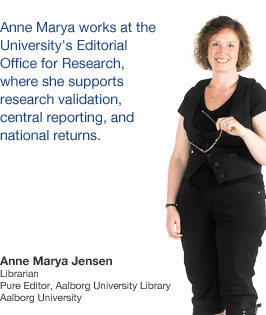 Anne Marya works at the
University's Editorial
Office for Research,
where she supports
research validation,
central reporting, and
national returns.
Anne Marya Jensen
Librarian
Pure Editor, Aalborg University Library
Aalborg University